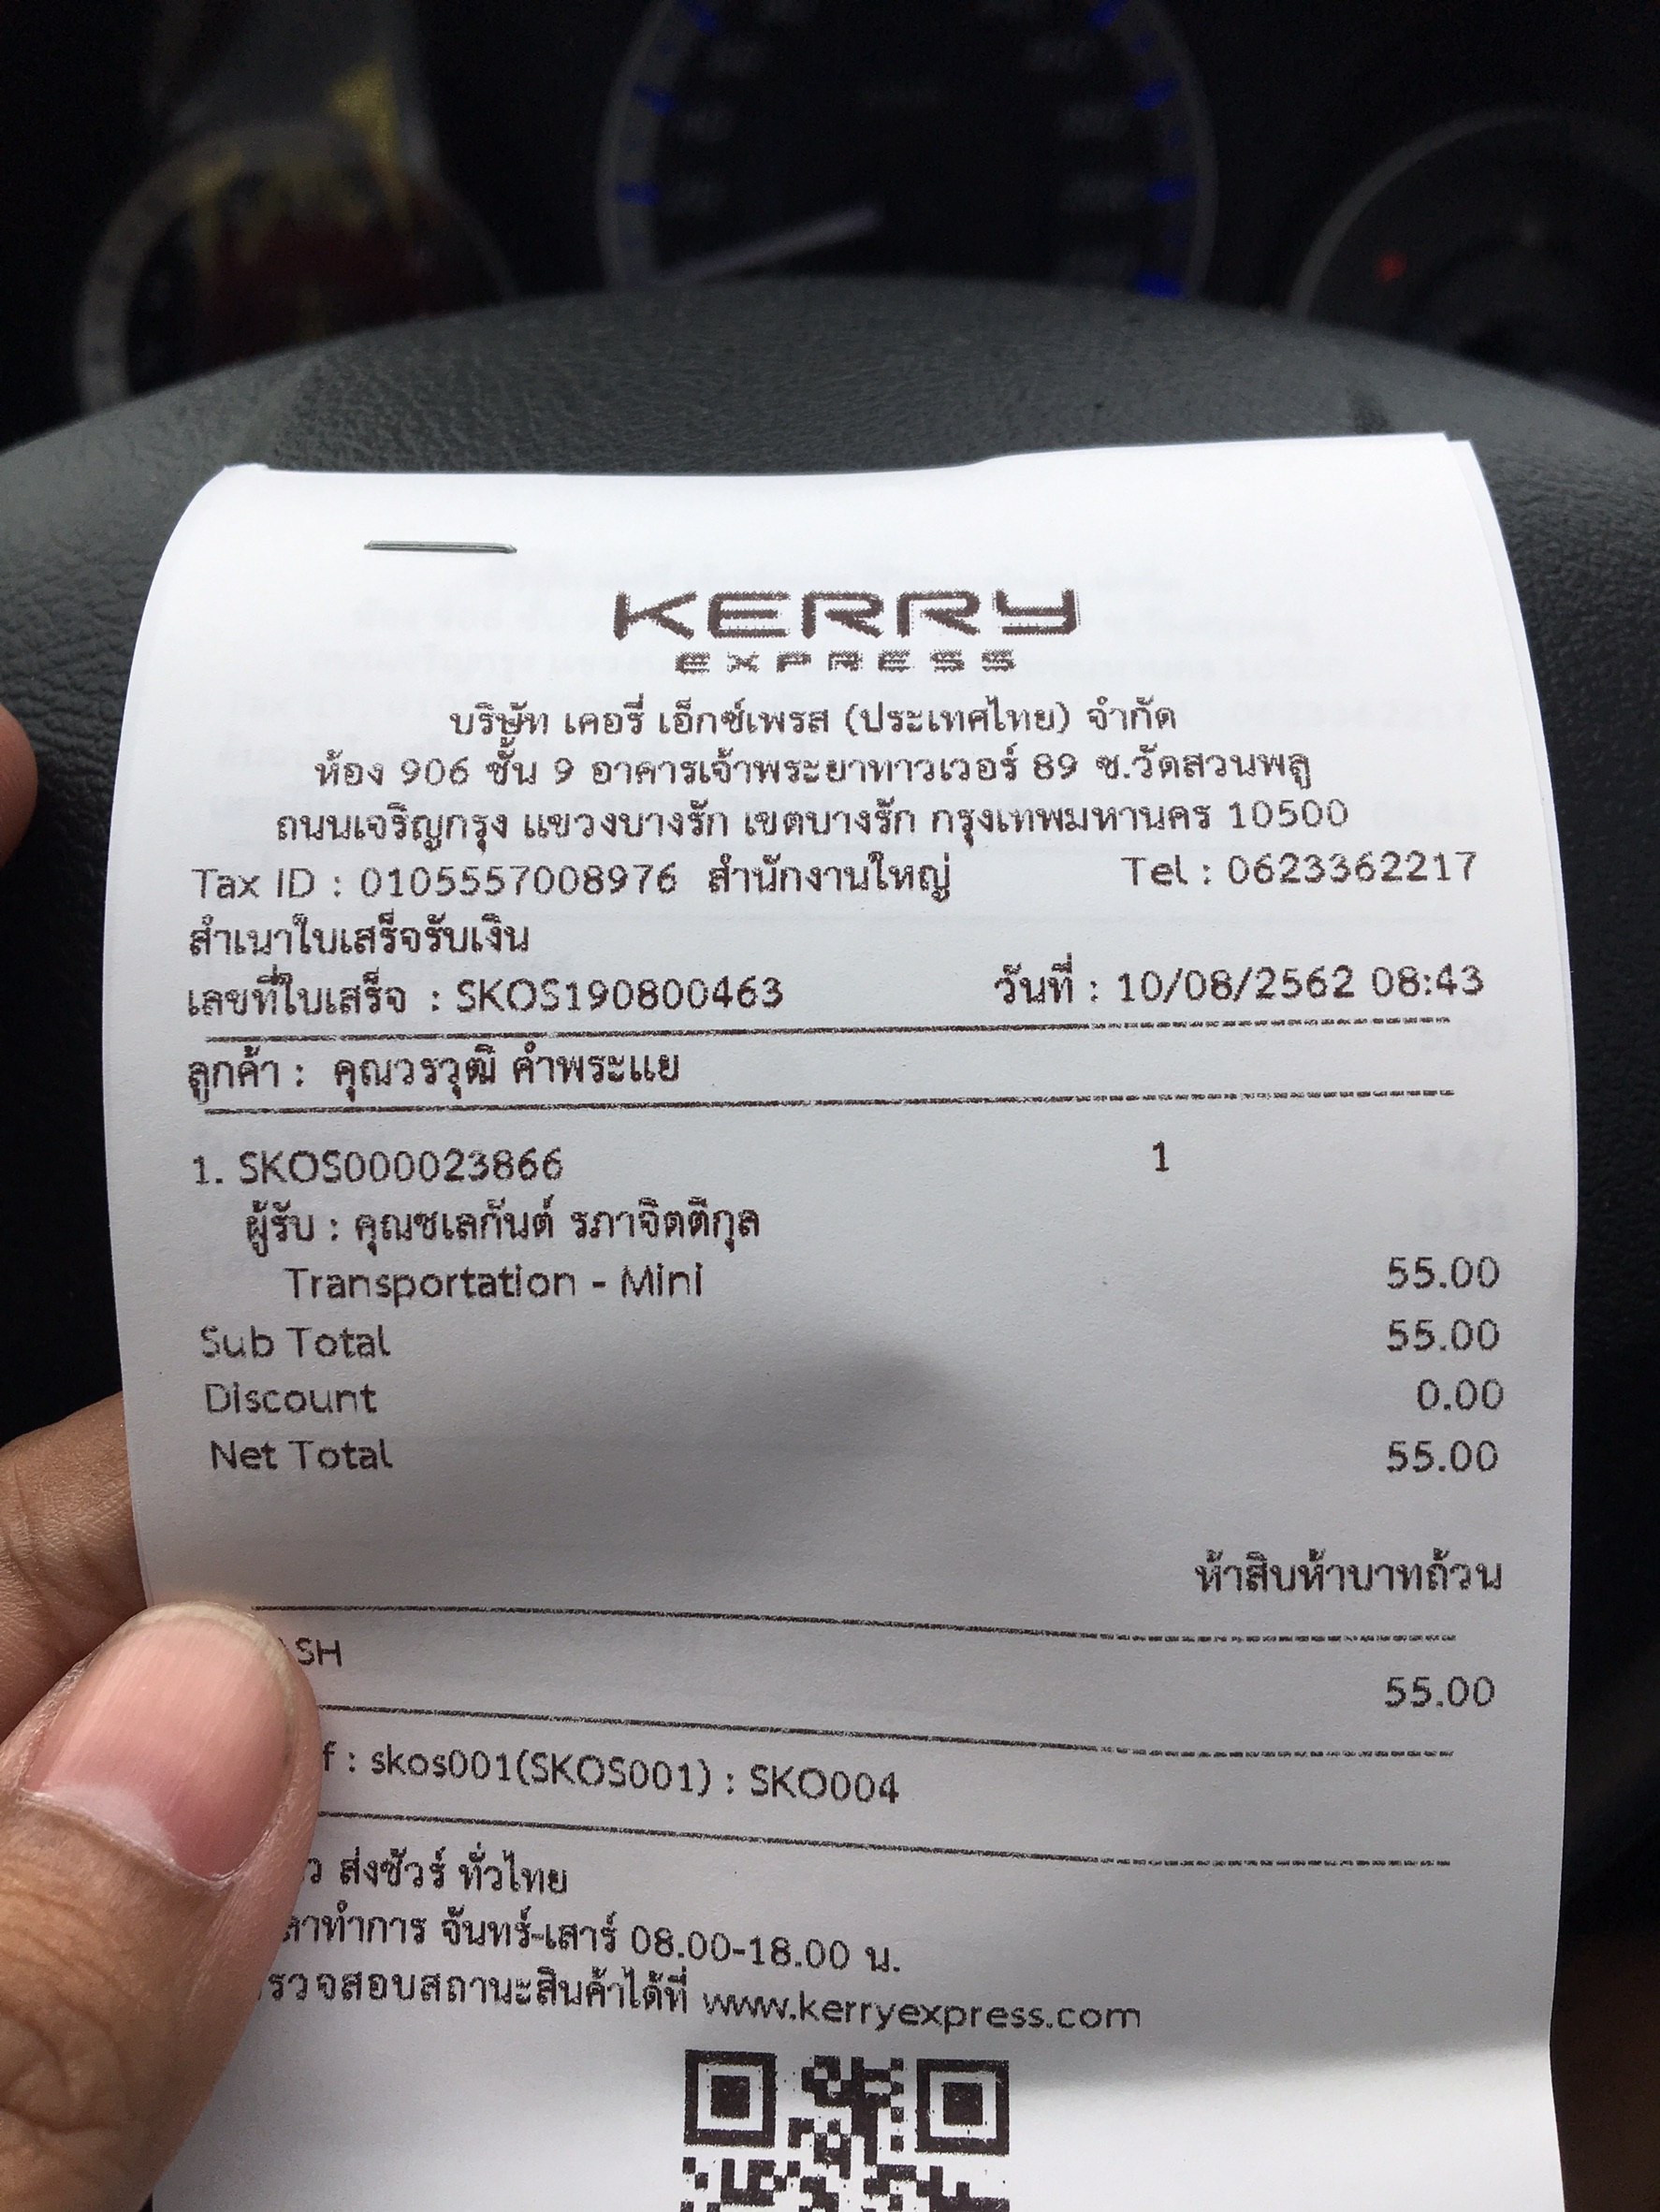 KERRY
EXPRESS
บริษัท เคอรี่ เอ็กซ์เพรส (ประเทศไทย) จำกัด
ห้อง 906 ชั้น 9 อาคารเจ้าพระยาทาวเวอร์ 89 ซ.วัดสวนพลู
ถนนเจริญกรุง แขวงบางรัก เขตบางรัก กรุงเทพมหานคร 10500
Tax ID : 0105557008976 สำนักงานใหญ่ Tel : 0623362217
สำเนาใบเสร็จรับเงิน
เลขที่ใบเสร็จ : SKOS190800463 วันที่ : 10/08/2562 08:43
ลูกค้า : คุณวรวุฒิ คำพระแย
1. SKOS000023866 1
ผู้รับ : คุณชเลกันต์ รภาจิตติกุล
Transportation - Mini 55.00
Sub Total 55.00
Discount 0.00
Net Total 55.00
ห้าสิบห้าบาทถ้วน
ASH 55.00
f : skos001(SKOS001) : SKO004
ส่งชัวร์ ทั่วไทย
ลาทำการ จันทร์-เสาร์ 08.00-18.00 น.
รวจสอบสถานะสินค้าได้ที่ www.kerryexpress.com